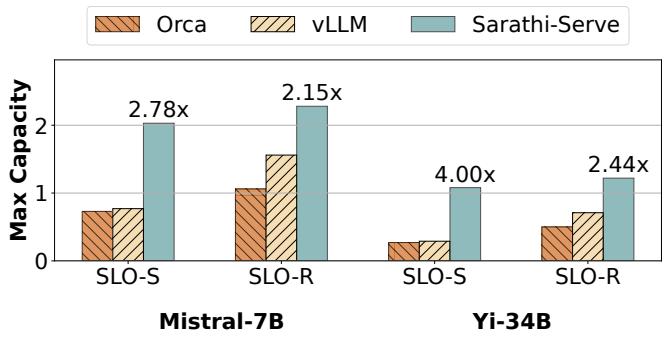 Orca vLLM Sarathi-Serve
Max Capacity
2
1
0
2.78x
2.15x
4.00x
2.44x
SLO-S SLO-R SLO-S SLO-R
Mistral-7B Yi-34B